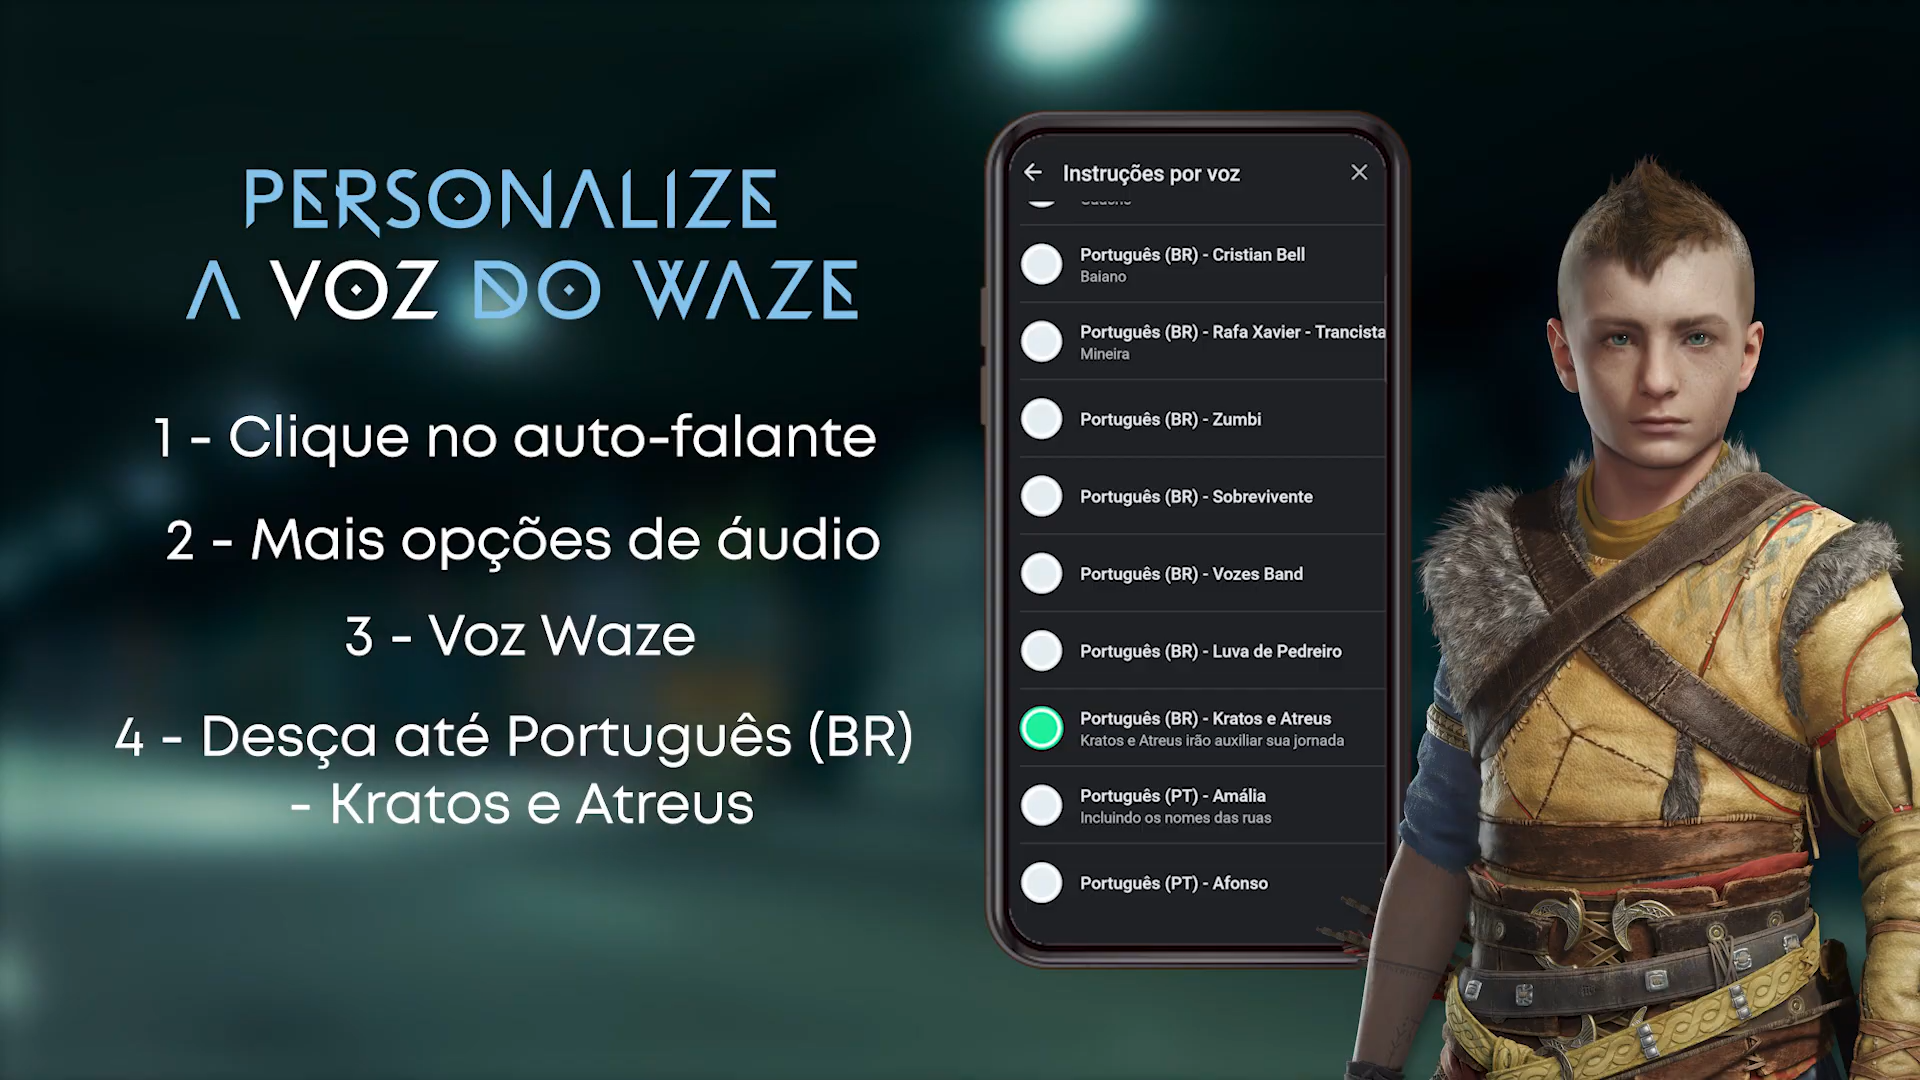 PERSONALIZE
A VOZ DO WAZE
1 - Clique no auto-falante
2 - Mais opções de áudio
3 - Voz Waze
4 - Desça até Português (BR)
- Kratos e Atreus
Instruções por voz
Português (BR) - Cristian Bell
Baiano
Português (BR) - Rafa Xavier - Trancista
Mineira
Português (BR) - Zumbi
Português (BR) - Sobrevivente
Português (BR) - Vozes Band
Português (BR) - Luva de Pedreiro
Português (BR) - Kratos e Atreus
Kratos e Atreus irão auxiliar sua jornada
Português (PT) - Amália
Incluindo os nomes das ruas
Português (PT) - Afonso